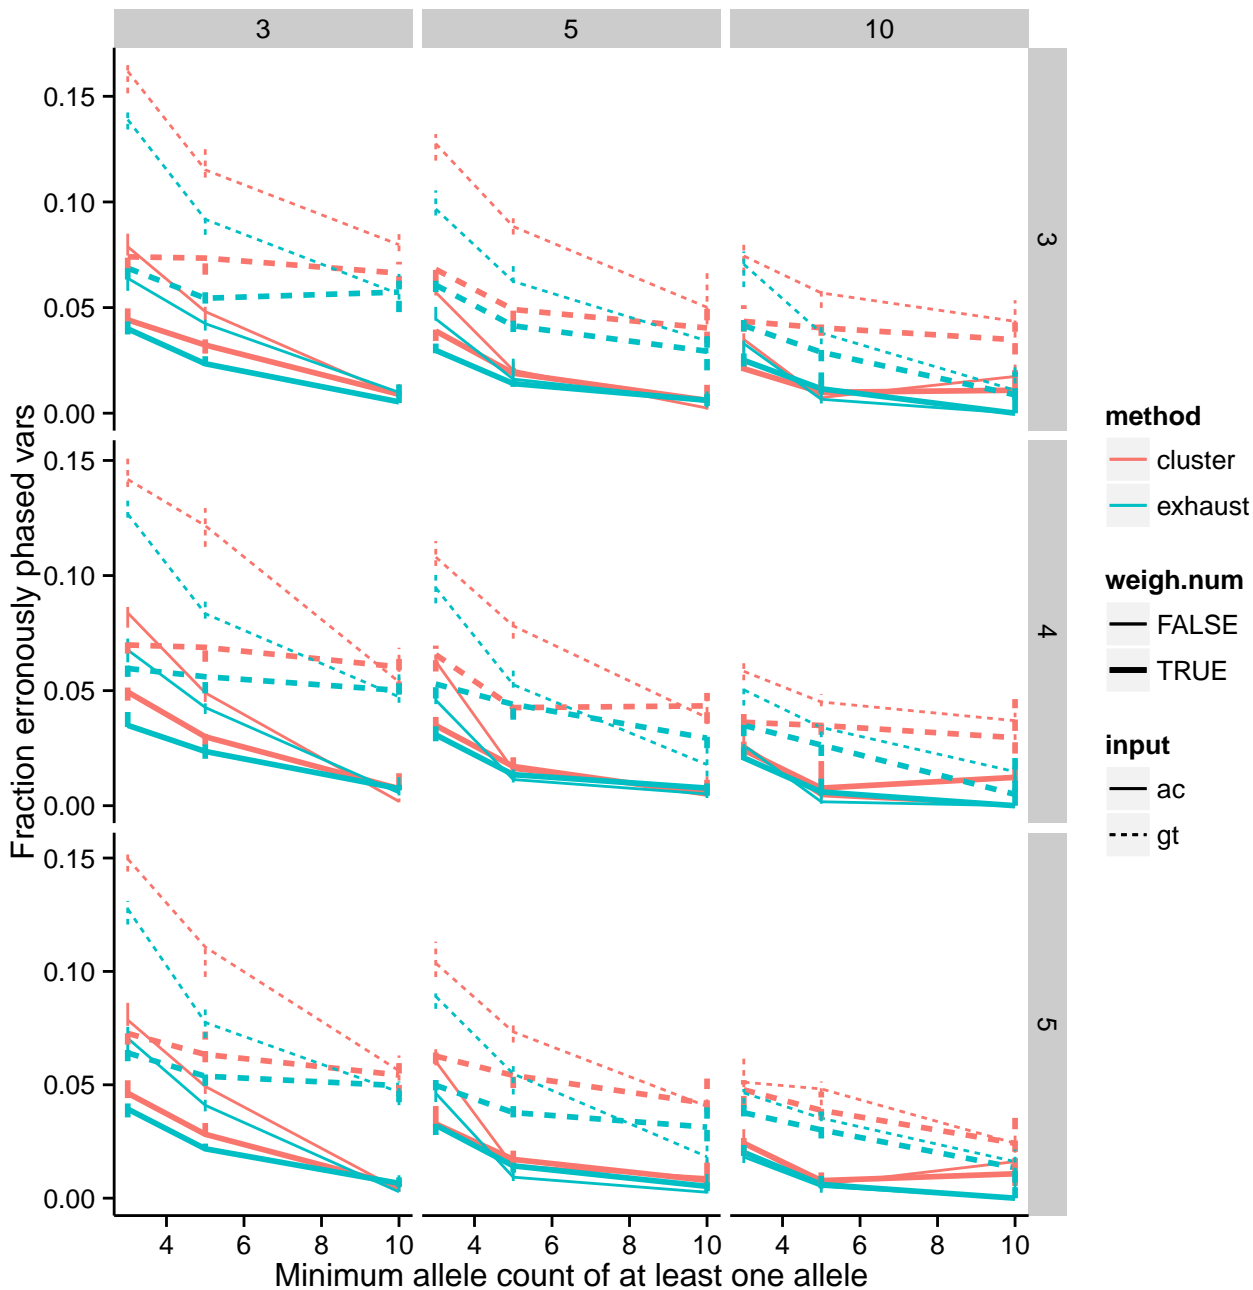 3 5 10
0.15
0.10
0.05
0.00
3
0.15
0.10
0.05
0.00
4
0.15
0.10
0.05
0.00
5
4 6 8 10 4 6 8 10 4 6 8 10
Minimum allele count of at least one allele
Fraction erronously phased vars
method
cluster
exhaust
weigh.num
FALSE
TRUE
input
ac
gt